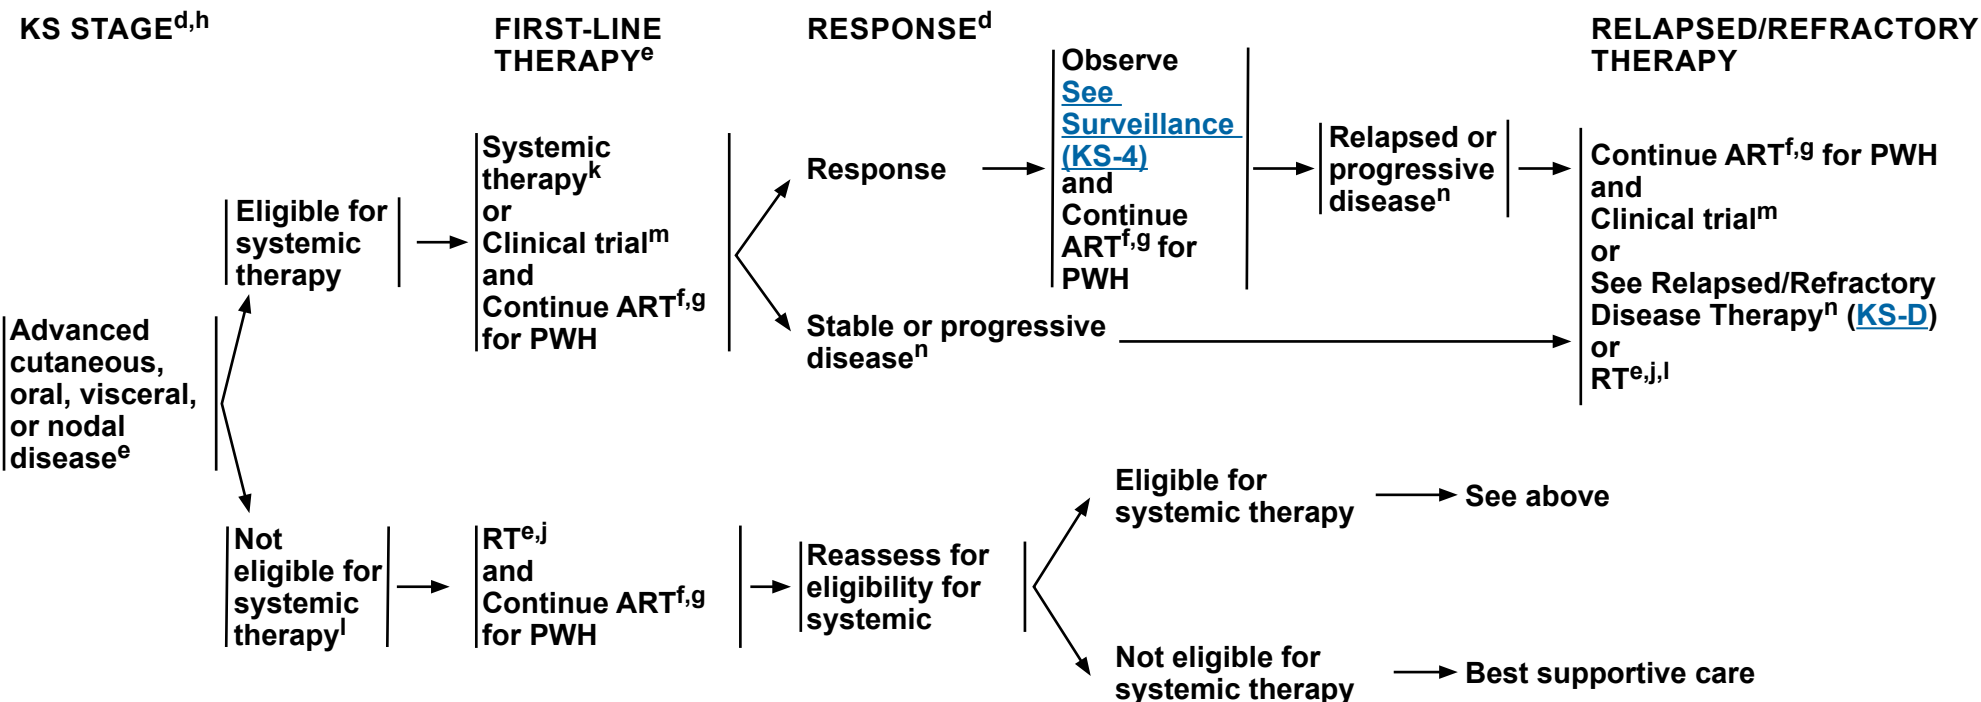 KS STAGEd,h
FIRST-LINE
THERAPYe
RESPONSEd
RELAPSED/REFRACTORY
THERAPY
Advanced
cutaneous,
oral, visceral,
or nodal
diseasee
Eligible for
systemic
therapy
Systemic
therapyk
or
Clinical trialm
and
Continue ARTf,g
for PWH
Response
Observe
See
Surveillance
(KS-4)
and
Continue
ARTf,g for
PWH
Relapsed or
progressive
diseasen
Stable or progressive
diseasen
Continue ARTf,g for PWH
and
Clinical trialm
or
See Relapsed/Refractory
Disease Therapyn (KS-D)
or
RTe,j,l
Not
eligible for
systemic
therapyl
RTe,j
and
Continue ARTf,g
for PWH
Reassess for
eligibility for
systemic
Eligible for
systemic therapy
See above
Not eligible for
systemic therapy
Best supportive care